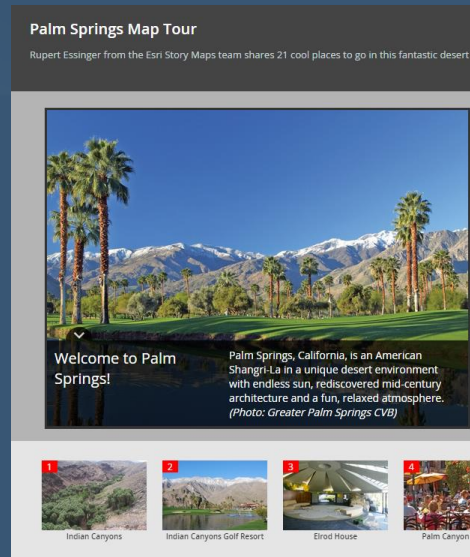 Palm Springs Map Tour
Rupert Essinger from the Esri Story Maps team shares 21 cool places to go in this fantastic desert
Welcome to Palm
Springs!
Palm Springs, California, is an American
Shangri-La in a unique desert environment
with endless sun, rediscovered mid-century
architecture and a fun, relaxed atmosphere.
(Photo: Greater Palm Springs CVB)
1
2
3
4
Indian Canyons
Indian Canyons Golf Resort
Elrod House
Palm Canyon